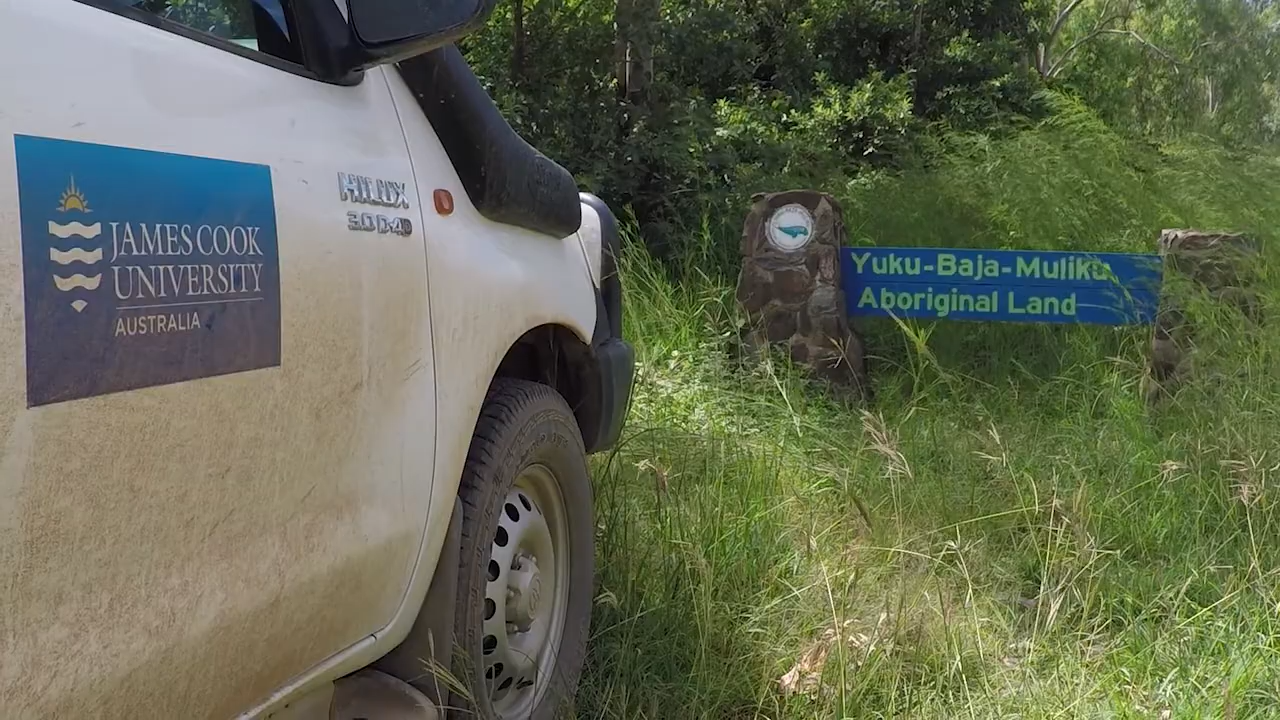 JAMES COOK
UNIVERSITY
AUSTRALIA
HILUX
3.0 D-4D
Yuku-Baja-Muliku
Aboriginal Land